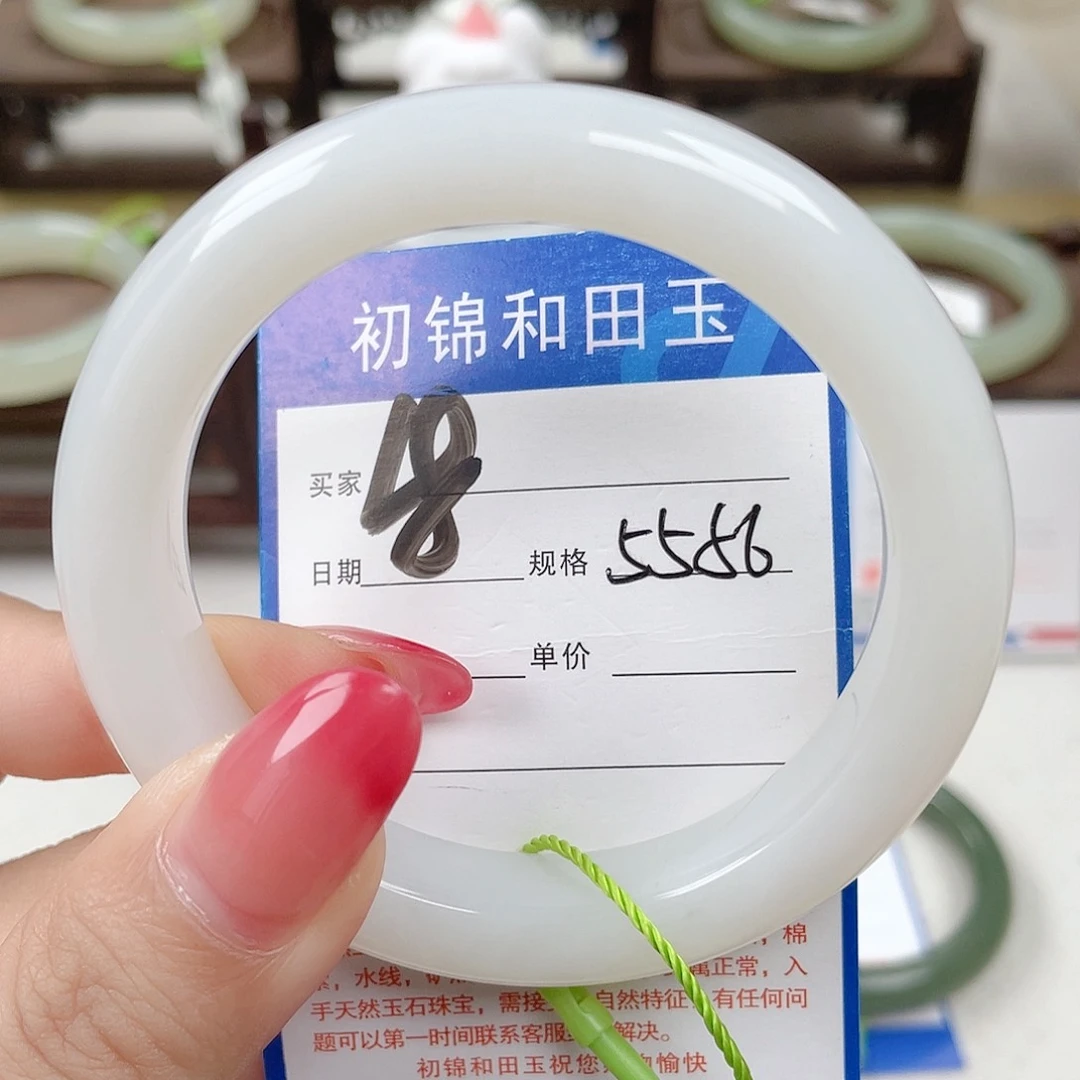 初锦和田玉
买家
48
日期 规格 5556
单价
，棉
，水线，矿 属正常，入
手天然玉石珠宝，需接 自然特征，有任何问
题可以第一时间联系客服 解决。
初锦和田玉祝您 愉快